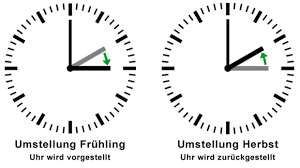 Umstellung Frühling
Uhr wird vorgestellt
Umstellung Herbst
Uhr wird zurückgestellt